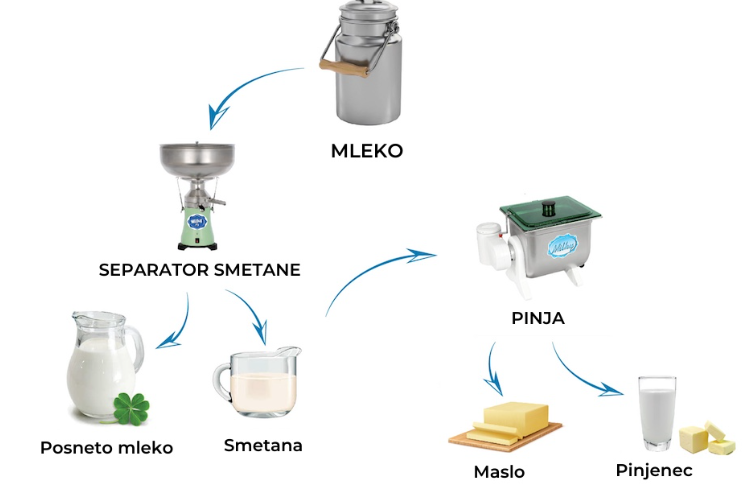 MLEKO
SEPARATOR SMETANE
PINJA
Posneto mleko
Smetana
Maslo
Pinjenec